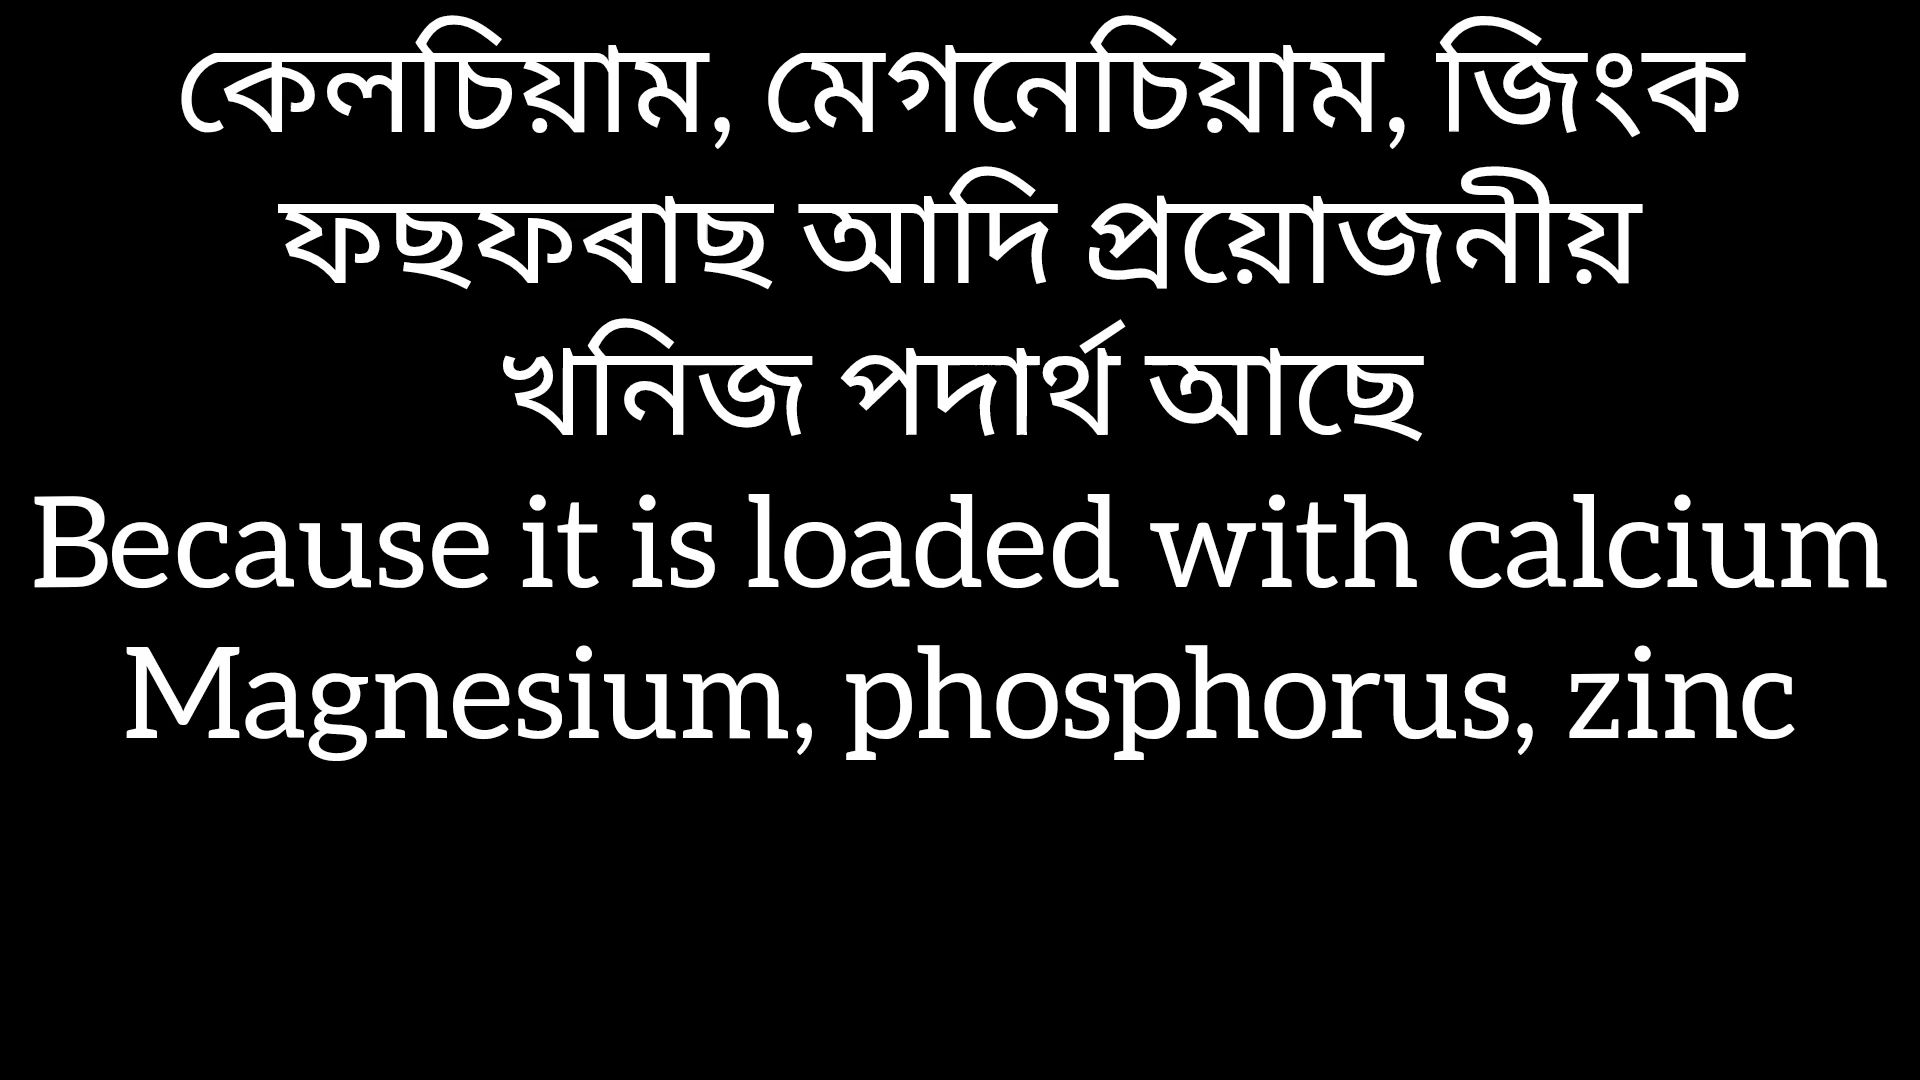 কেলচিয়াম, মেগনেচিয়াম, জিংক
ফছফৰাছ আদি প্ৰয়োজনীয়
খনিজ পদাৰ্থ আছে
Because it is loaded with calcium
Magnesium, phosphorus, zinc